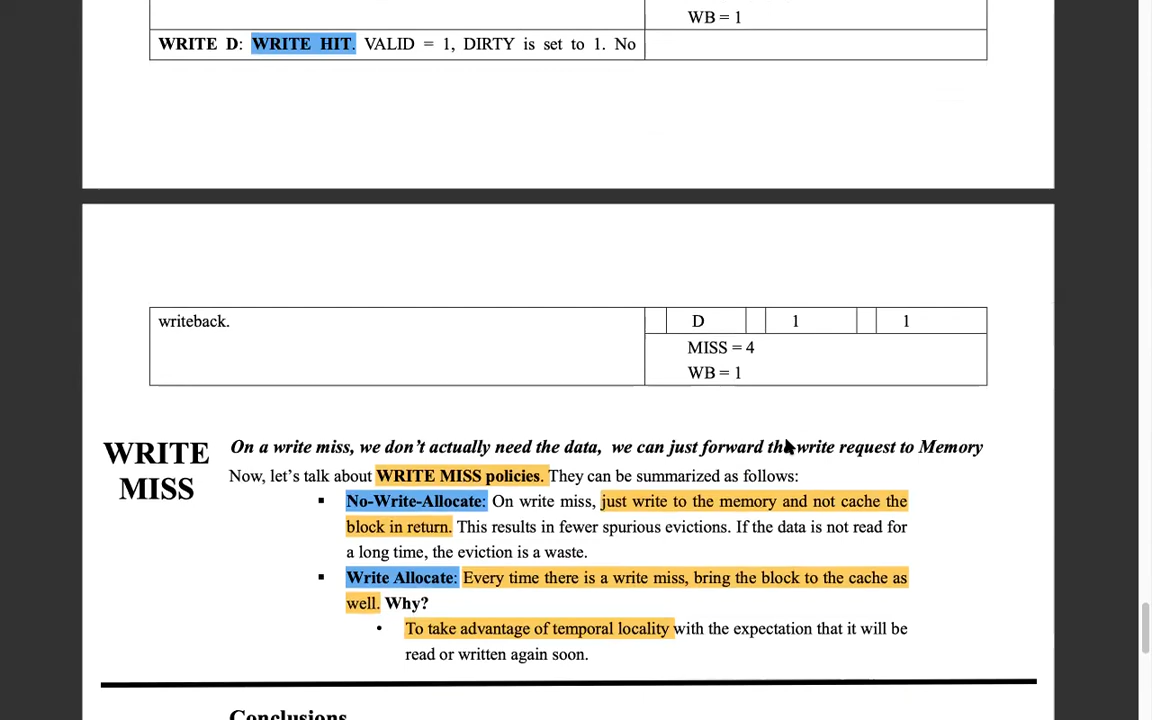 WB = 1
WRITE D: WRITE HIT. VALID = 1, DIRTY is set to 1. No
writeback.
D 1 1
MISS = 4
WB = 1
WRITE
MISS
On a write miss, we don't actually need the data, we can just forward the write request to Memory
Now, let's talk about WRITE MISS policies. They can be summarized as follows:
▪ No-Write-Allocate: On write miss, just write to the memory and not cache the
block in return. This results in fewer spurious evictions. If the data is not read for
a long time, the eviction is a waste.
▪ Write Allocate: Every time there is a write miss, bring the block to the cache as
well. Why?
• To take advantage of temporal locality with the expectation that it will be
read or written again soon.
Conclusions